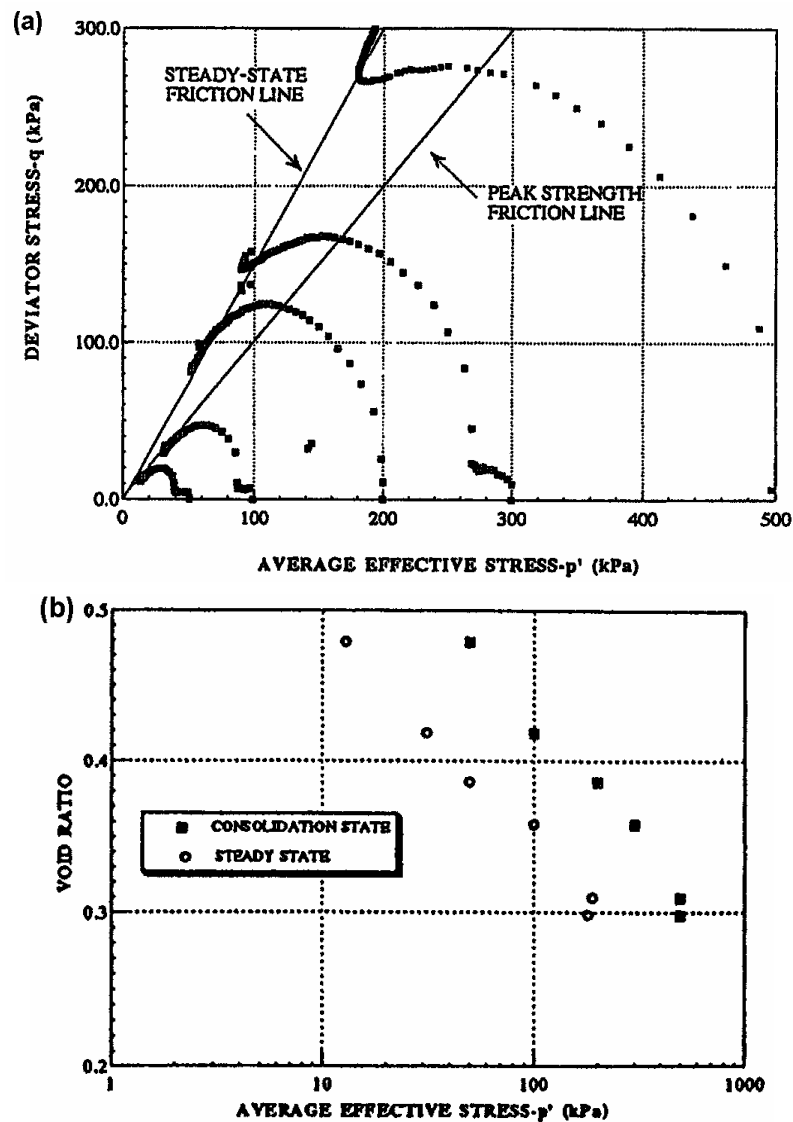 (a)
300.0
200.0
100.0
0.0
DEVIATOR STRESS-q (kPa)
STEADY-STATE
FRICTION LINE
PEAK STRENGTH
FRICTION LINE
0
100
200
300
400
500
AVERAGE EFFECTIVE STRESS-p' (kPa)
(b)
0.5
0.4
0.3
0.2
VOID RATIO
CONSOLIDATION STATE
STEADY STATE
1
10
100
1000
AVERAGE EFFECTIVE STRESS-p' (kPa)